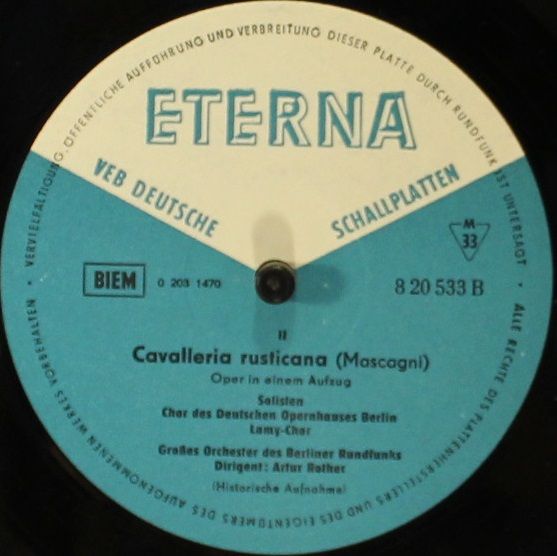 VERVIELFÄLTIGUNG, ÖFFENTLICHE AUFFÜHRUNG UND VERBREITUNG DIESER PLATTE DURCH RUNDFUNK IST UNTERSAGT · ALLE RECHTE DES PLATTENHERSTELLERS UND DES EIGENTÜMERS DES AUFGENOMMENEN WERKES VORBEHALTEN ·
ETERNA
VEB DEUTSCHE SCHALLPLATTEN
M
33
BIEM 0 203 1470 8 20 533 B
II
Cavalleria rusticana (Mascagni)
Oper in einem Aufzug
Solisten
Chor des Deutschen Opernhauses Berlin
Lamy-Chor
Großes Orchester des Berliner Rundfunks
Dirigent: Artur Rother
(Historische Aufnahme)